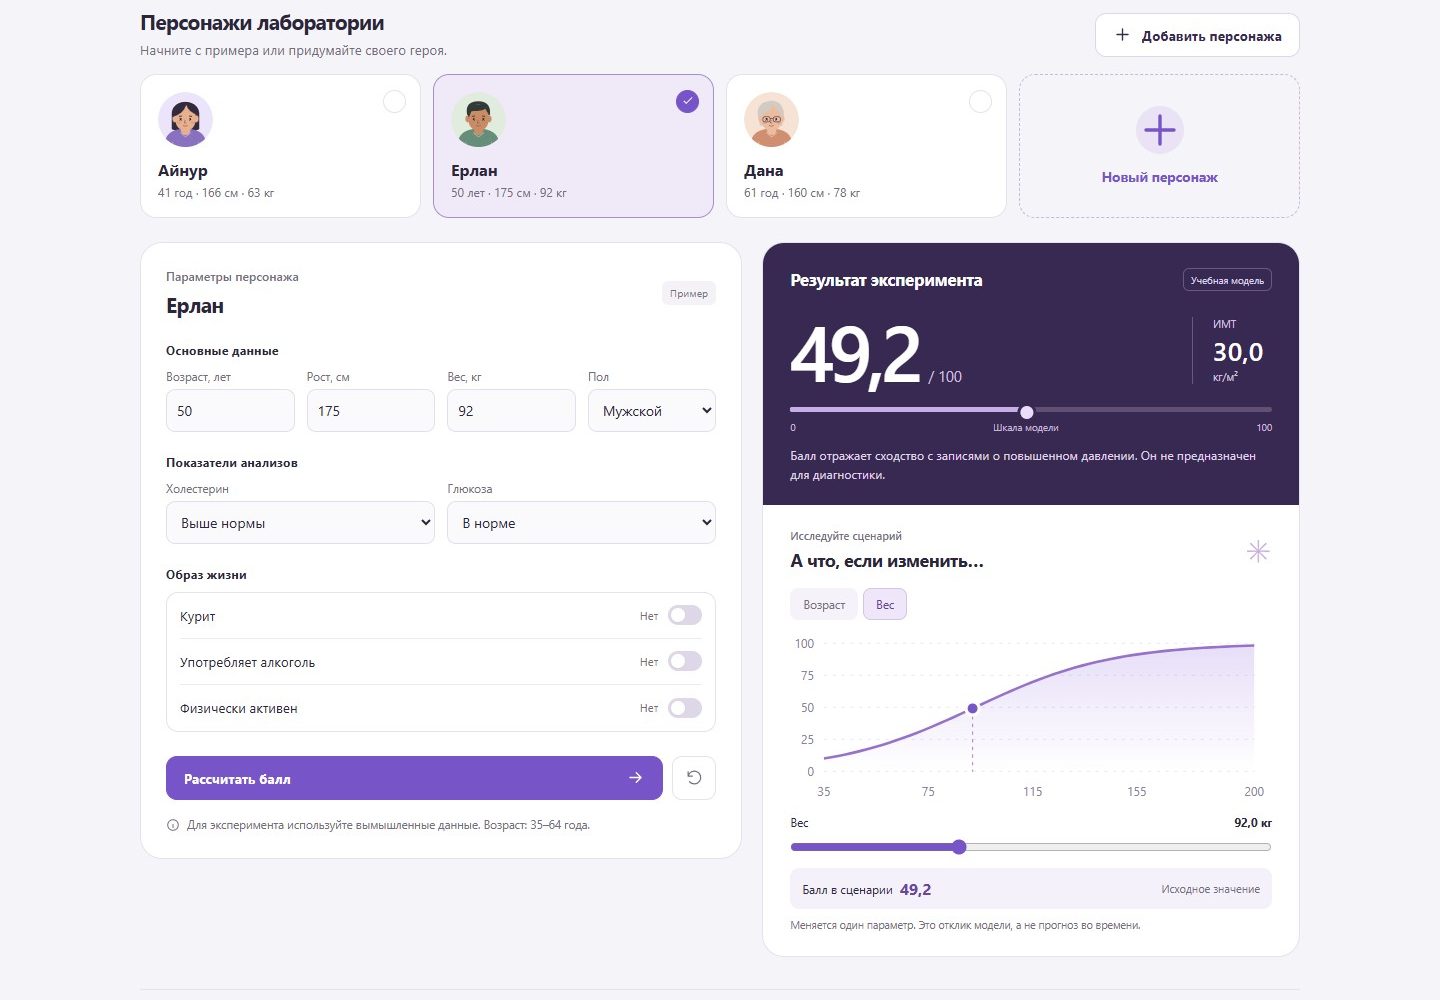 Персонажи лаборатории
Начните с примера или придумайте своего героя.
Добавить персонажа
Айнур
41 год · 166 см · 63 кг
Ерлан
50 лет · 175 см · 92 кг
Дана
61 год · 160 см · 78 кг
Новый персонаж
Параметры персонажа
Ерлан
Пример
Основные данные
Возраст, лет
Рост, см
Вес, кг
Пол
50
175
92
Мужской
Показатели анализов
Холестерин
Глюкоза
Выше нормы
В норме
Образ жизни
Курит
Нет
Употребляет алкоголь
Нет
Физически активен
Нет
Рассчитать балл
Для эксперимента используйте вымышленные данные. Возраст: 35–64 года.
Результат эксперимента
Учебная модель
49,2 / 100
ИМТ
30,0
кг/м²
0
Шкала модели
100
Балл отражает сходство с записями о повышенном давлении. Он не предназначен
для диагностики.
Исследуйте сценарий
А что, если изменить…
Возраст
Вес
100
75
50
25
0
35
75
115
155
200
Вес
92,0 кг
Балл в сценарии 49,2
Исходное значение
Меняется один параметр. Это отклик модели, а не прогноз во времени.